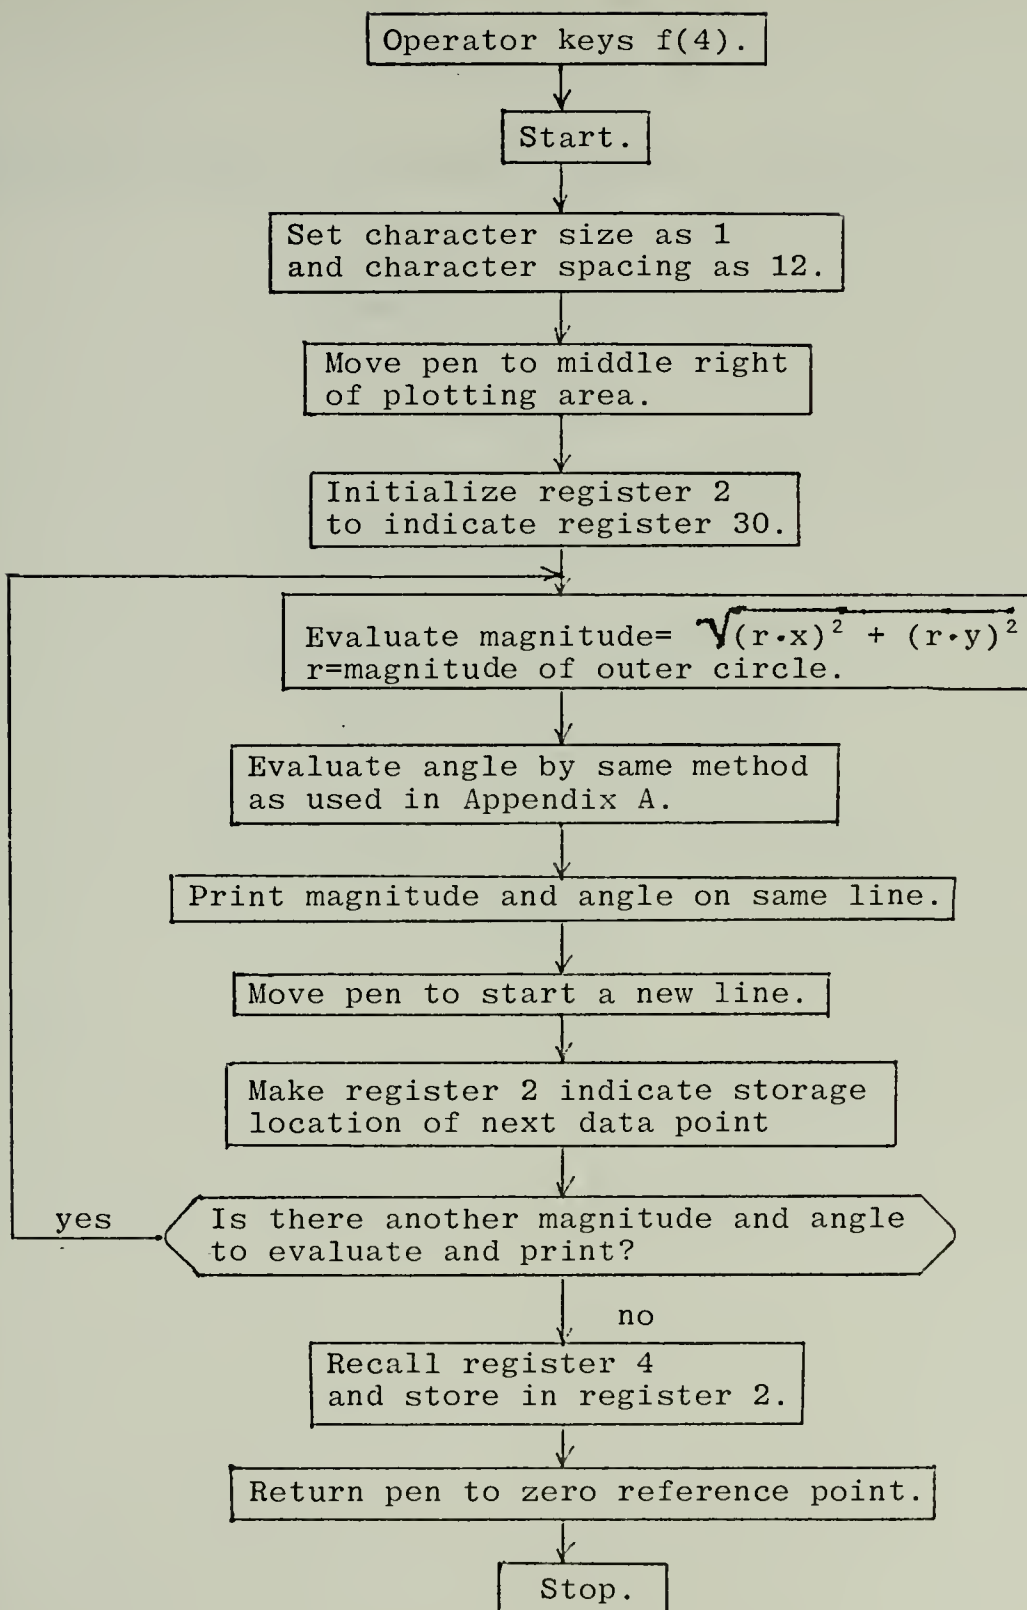 Operator keys f(4).
Start.
Set character size as 1
and character spacing as 12.
Move pen to middle right
of plotting area.
Initialize register 2
to indicate register 30.
Evaluate magnitude= √(r·x)² + (r·y)²
r=magnitude of outer circle.
Evaluate angle by same method
as used in Appendix A.
Print magnitude and angle on same line.
Move pen to start a new line.
Make register 2 indicate storage
location of next data point
Is there another magnitude and angle
to evaluate and print?
yes
no
Recall register 4
and store in register 2.
Return pen to zero reference point.
Stop.